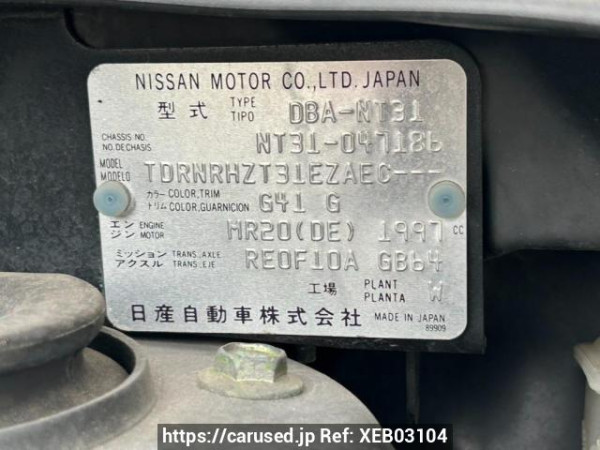 NISSAN MOTOR CO.,LTD. JAPAN
型式 TYPE TIPO DBA-NT31
CHASSIS NO. NO.DECHASIS NT31-047186
MODEL MODELO TDRNRHZT31EZAEC---
カラー COLOR,TRIM トリム COLOR,GUARNICION G41 G
エンジン ENGINE MOTOR MR20(DE) 1997 CC
ミッション TRANS. AXLE アクスル TRANS. EJE RE0F10A GB64
工場 PLANT PLANTA W
日産自動車株式会社 MADE IN JAPAN
89909
https://carused.jp Ref: XEB03104